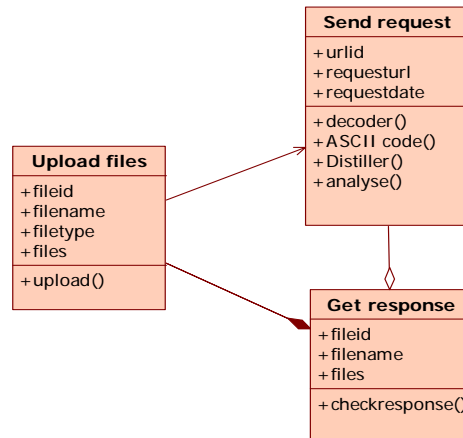 Send request
+urlid
+requesturl
+requestdate
+decoder()
+ASCII code()
+Distiller()
+analyse()
Upload files
+fileid
+filename
+filetype
+files
+upload()
Get response
+fileid
+filename
+files
+checkresponse()